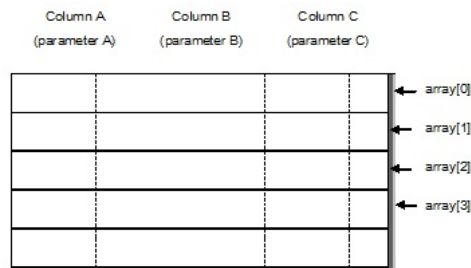 Column A Column B Column C
(parameter A) (parameter B) (parameter C)
array[0]
array[1]
array[2]
array[3]